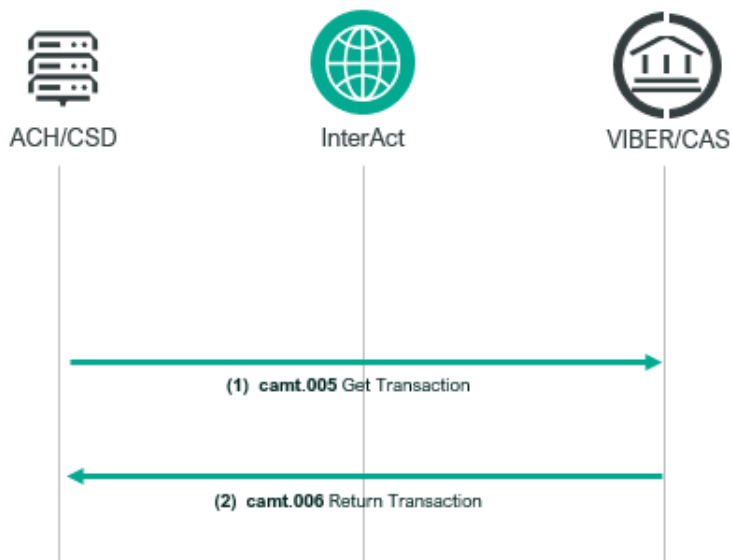 ACH/CSD InterAct VIBER/CAS
(1) camt.005 Get Transaction
(2) camt.006 Return Transaction